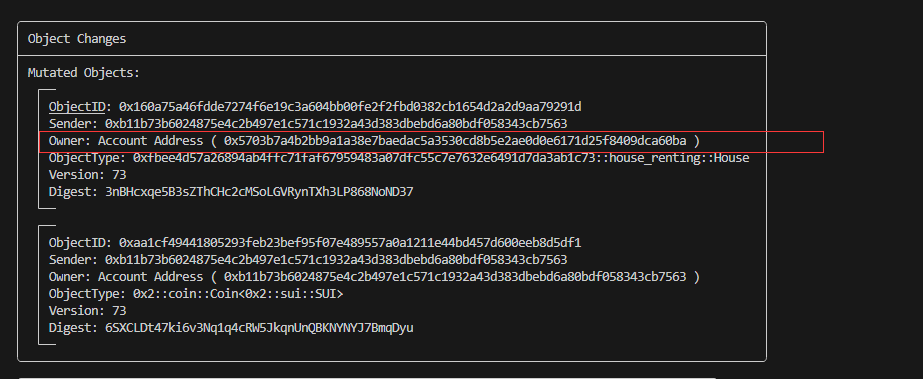 Object Changes
Mutated Objects:
ObjectID: 0x160a75a46fdde7274f6e19c3a604bb00fe2f2fbd0382cb1654d2a2d9aa79291d
Sender: 0xb11b73b6024875e4c2b497e1c571c1932a43d383dbebd6a80bdf058343cb7563
Owner: Account Address ( 0x5703b7a4b2bb9a1a38e7baedac5a3530cd8b5e2ae0d0e6171d25f8409dca60ba )
ObjectType: 0xfbee4d57a26894ab4ffc71faf67959483a07dfc55c7e7632e6491d7da3ab1c73::house_renting::House
Version: 73
Digest: 3nBHcxqe5B3sZThCHc2cMSoLGVRynTXh3LP868NoND37
ObjectID: 0xaa1cf49441805293feb23bef95f07e489557a0a1211e44bd457d600eeb8d5df1
Sender: 0xb11b73b6024875e4c2b497e1c571c1932a43d383dbebd6a80bdf058343cb7563
Owner: Account Address ( 0xb11b73b6024875e4c2b497e1c571c1932a43d383dbebd6a80bdf058343cb7563 )
ObjectType: 0x2::coin::Coin<0x2::sui::SUI>
Version: 73
Digest: 6SXCLDt47ki6v3Nq1q4cRW5JkqnUnQBKNYNYJ7BmqDyu